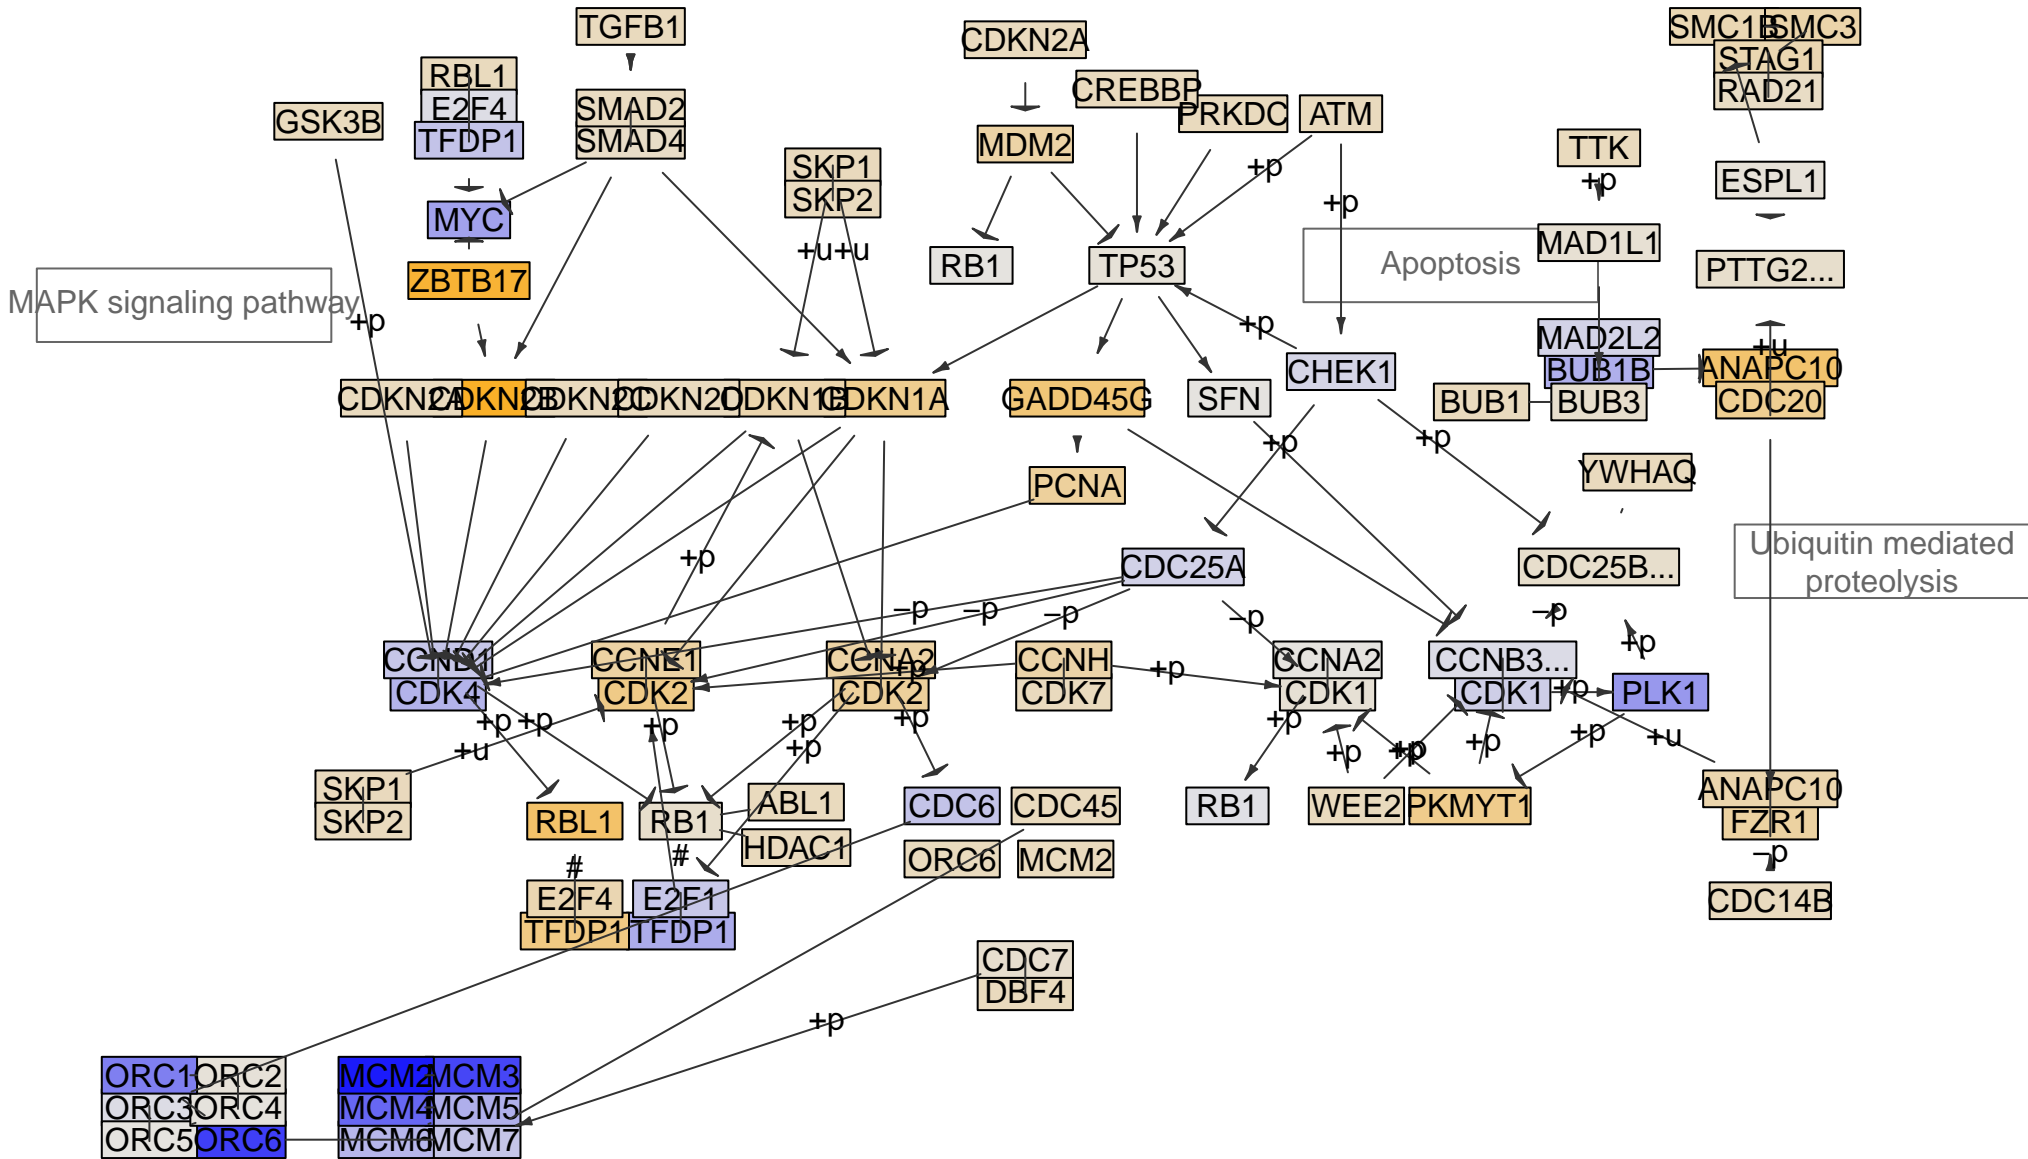 TGFB1
CDKN2A
SMC1B
SMC3
STAG1
RAD21
RBL1
E2F4
TFDP1
GSK3B
SMAD2
SMAD4
CREBBP
PRKDC
ATM
MDM2
TTK
+p
SKP1
SKP2
+p
+p
ESPL1
MYC
+u
+u
RB1
TP53
Apoptosis
MAD1L1
PTTG2...
ZBTB17
MAPK signaling pathway
+p
+p
MAD2L2
+u
CHEK1
BUB1B
ANAPC10
CDKN2A
CDKN2B
CDKN2C
CDKN2D
CDKN1B
CDKN1A
GADD45G
SFN
BUB1
BUB3
CDC20
+p
+p
YWHAQ
PCNA
Ubiquitin mediated
proteolysis
+p
CDC25A
CDC25B...
−p
−p
−p
−p
−p
+p
CCND1
CDK4
CCNE1
CDK2
CCNA2
CDK2
+p
CCNH
CDK7
+p
CCNA2
CDK1
CCNB3...
CDK1
+p
PLK1
+p
+p
+p
+p
+p
+p
+u
+p
+p
+p
+p
+p
+p
+u
SKP1
SKP2
RBL1
RB1
ABL1
HDAC1
CDC6
CDC45
ORC6
MCM2
RB1
WEE2
PKMYT1
ANAPC10
FZR1
−p
CDC14B
#
#
E2F4
TFDP1
E2F1
TFDP1
CDC7
DBF4
+p
ORC1
ORC2
MCM2
MCM3
ORC3
ORC4
MCM4
MCM5
ORC5
ORC6
MCM6
MCM7